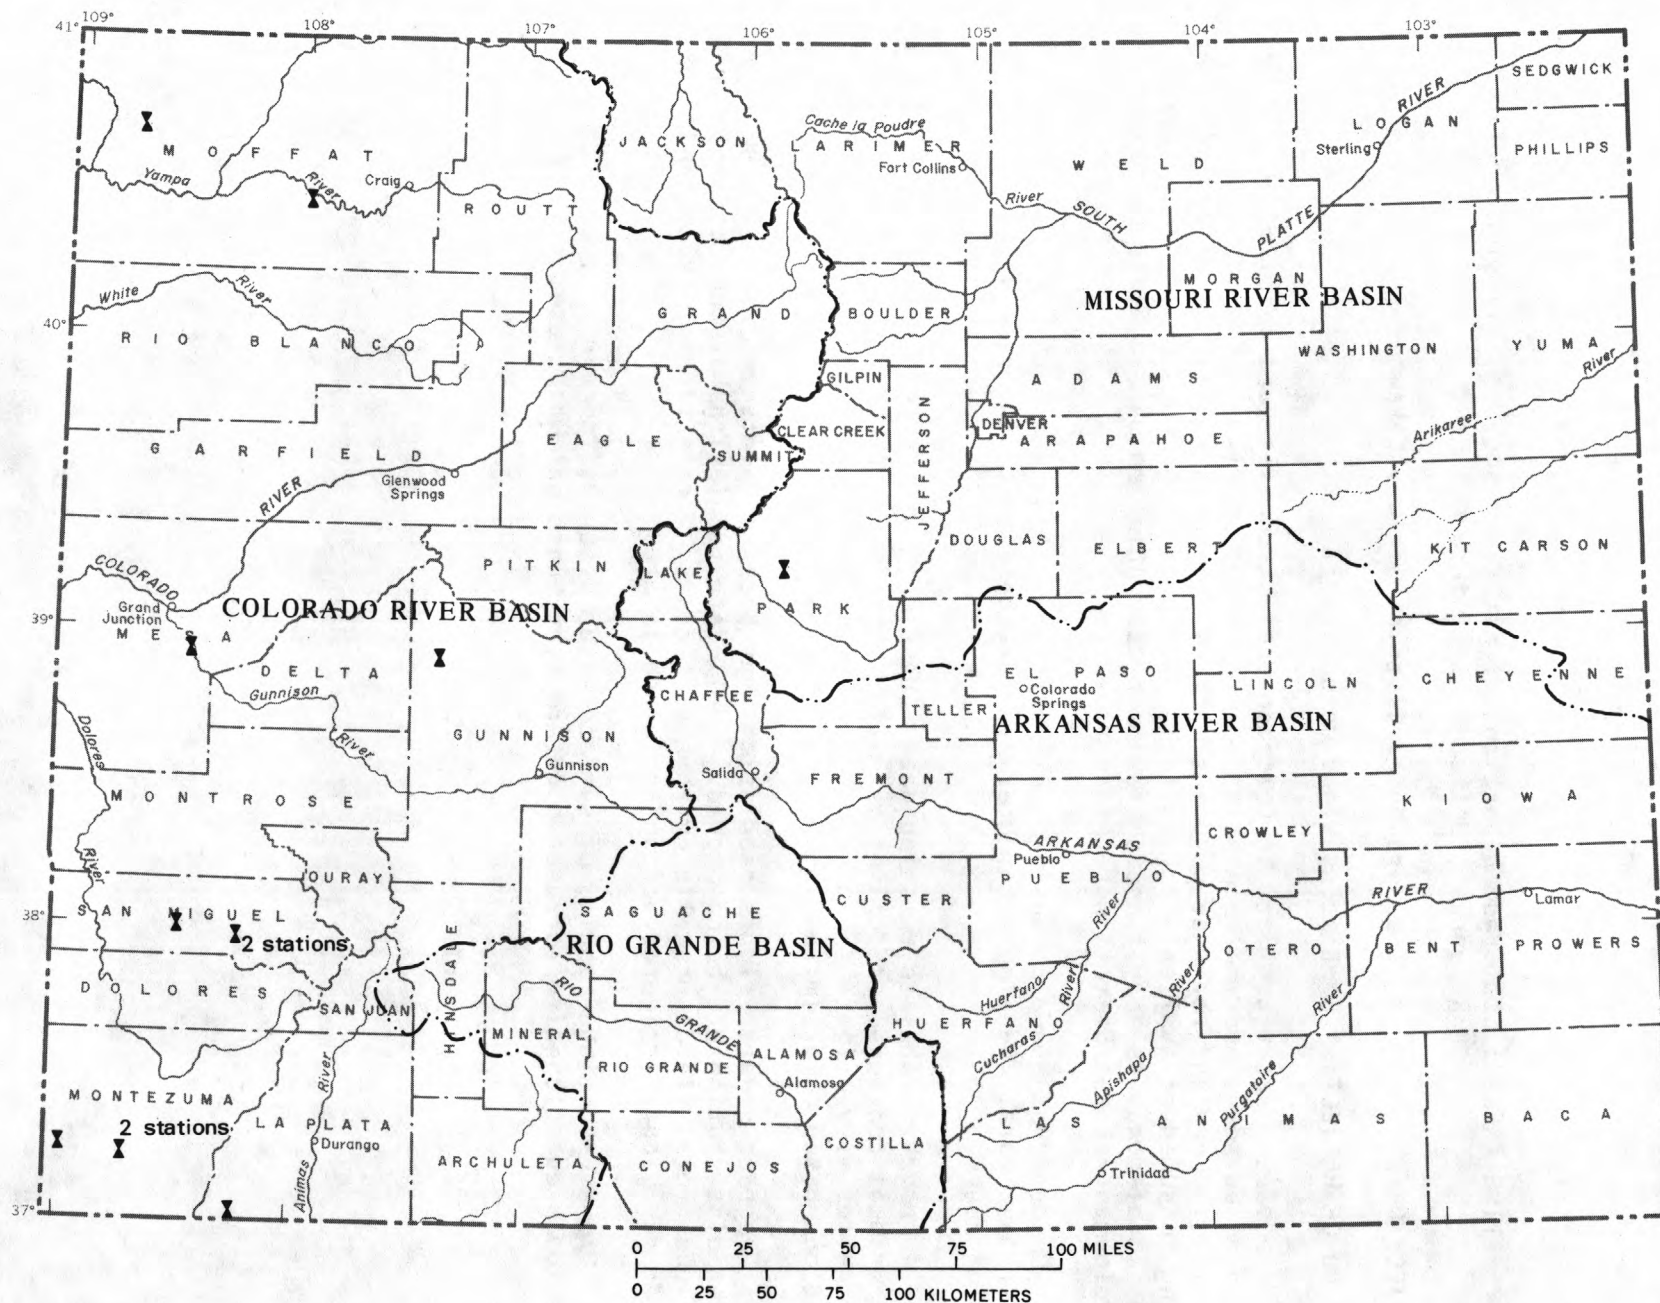 109° 108° 107° 106° 105° 104° 103°
41°
SEDGWICK
RIVER
LOGAN
Cache la Poudre
JACKSON
LARIMER
Sterling
PHILLIPS
MOFFAT
Fort Collins
WELD
Yampa
River
Craig
ROUTT
River
SOUTH
PLATTE
MORGAN
White
River
MISSOURI RIVER BASIN
GRAND
BOULDER
40°
RIO BLANCO
WASHINGTON
YUMA
River
GILPIN
ADAMS
JEFFERSON
DENVER
CLEAR CREEK
Arikaree
EAGLE
ARAPAHOE
GARFIELD
SUMMIT
Glenwood
Springs
RIVER
DOUGLAS
ELBERT
KIT CARSON
PITKIN
LAKE
COLORADO
PARK
Grand
Junction
COLORADO RIVER BASIN
39°
MESA
DELTA
EL PASO
CHEYENNE
Gunnison
CHAFFEE
Colorado
Springs
LINCOLN
TELLER
ARKANSAS RIVER BASIN
Dolores
River
GUNNISON
Gunnison
Salida
FREMONT
MONTROSE
KIOWA
CROWLEY
ARKANSAS
Pueblo
River
OURAY
PUEBLO
RIVER
CUSTER
River
Lamar
38°
SAN MIGUEL
SAGUACHE
2 stations
HINSDALE
RIO GRANDE BASIN
OTERO
BENT
PROWERS
DOLORES
RIO
Huerfano
River
River
River
SAN JUAN
MINERAL
GRANDE
HUERFANO
ALAMOSA
Cucharas
RIO GRANDE
Alamosa
Apishapa
Purgatoire
MONTEZUMA
River
2 stations
LA PLATA
LAS ANIMAS
BACA
Durango
COSTILLA
ARCHULETA
CONEJOS
Trinidad
Animas
37°
0 25 50 75 100 MILES
0 25 50 75 100 KILOMETERS